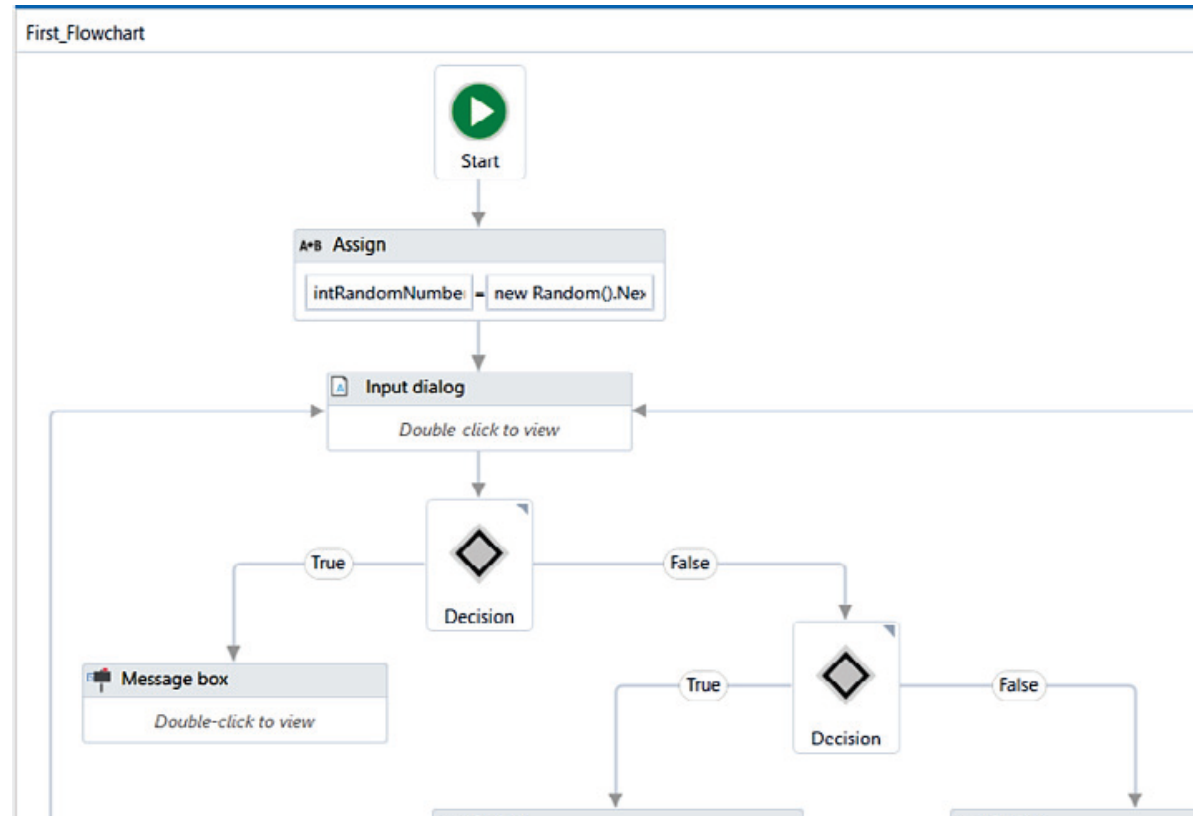 First_Flowchart
Start
A+B Assign
intRandomNumbe = new Random().Nex
Input dialog
Double click to view
True
False
Decision
Message box
Double-click to view
True
False
Decision